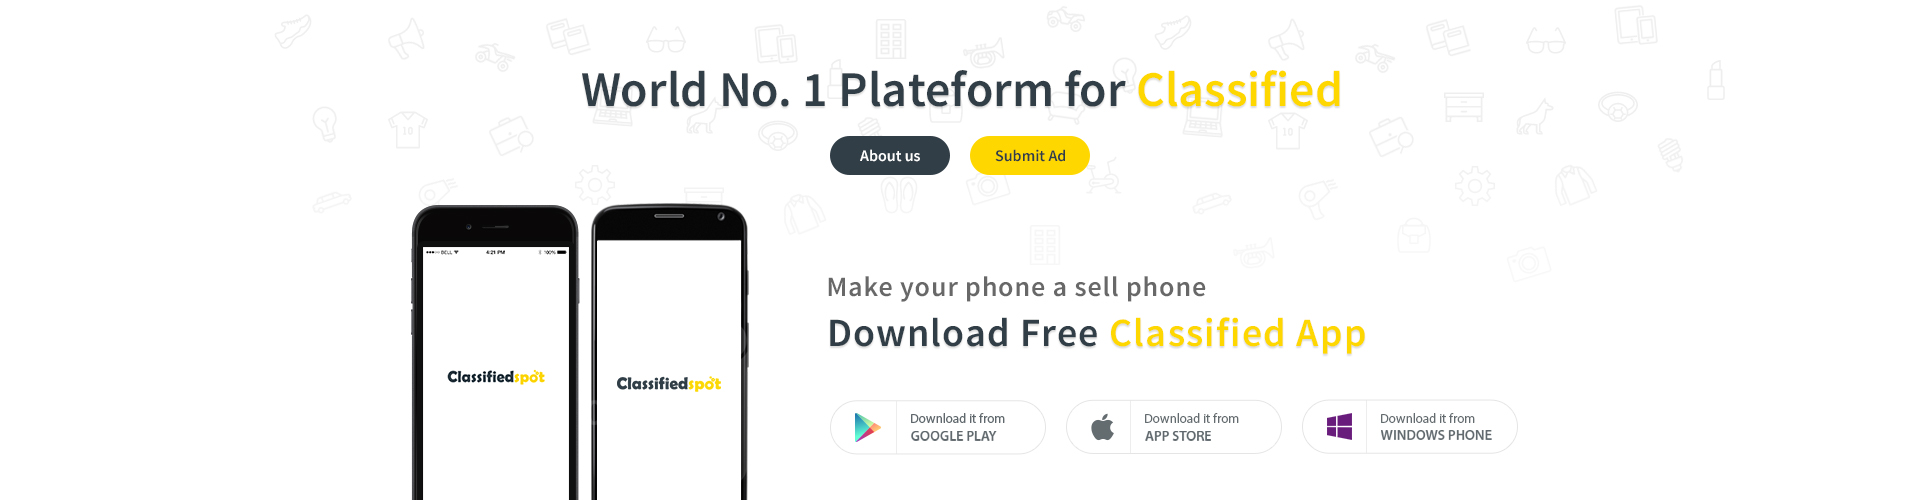 World No. 1 Plateform for Classified
About us
Submit Ad
BELL 4:21 PM 100%
Classifiedspot
Classifiedspot
Make your phone a sell phone
Download Free Classified App
Download it from
GOOGLE PLAY
Download it from
APP STORE
Download it from
WINDOWS PHONE
10
10